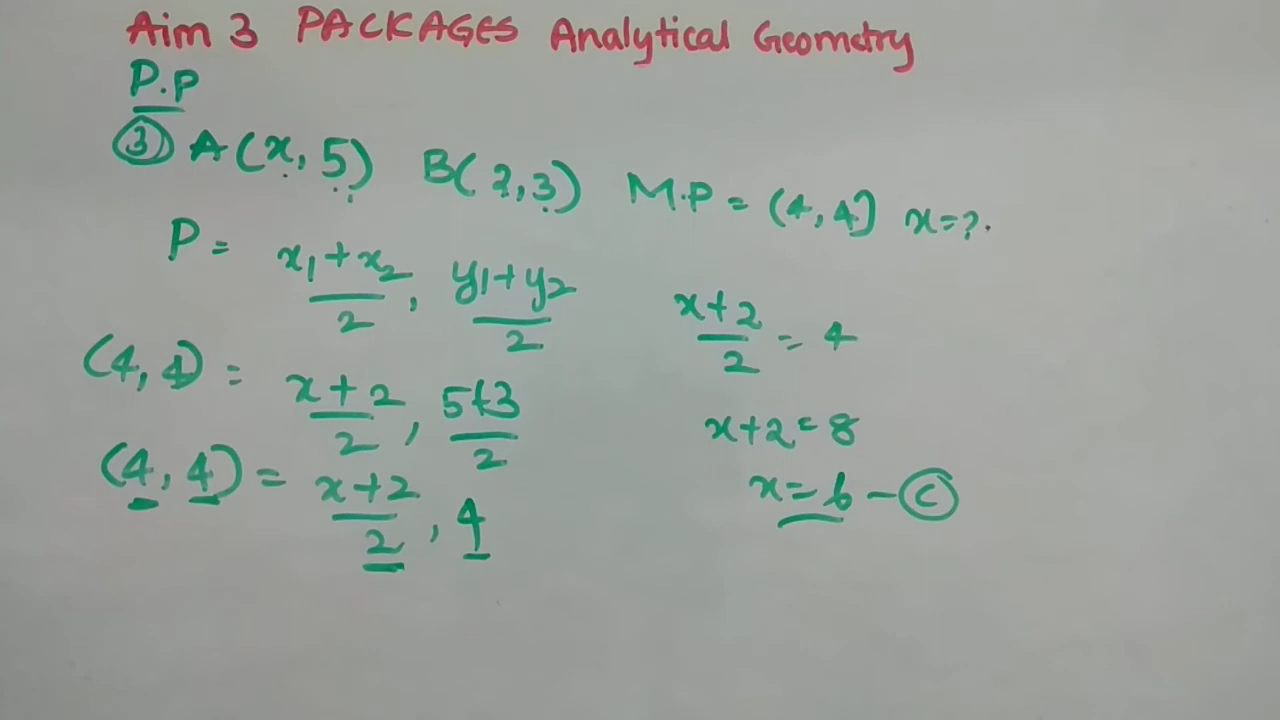 Aim 3 PACKAGES Analytical Geometry
P.P
③ A(x, 5) B(2,3) M.P = (4,4) x=?.
P = x₁+x₂/2, y₁+y₂/2
(4,4) = x+2/2, 5+3/2
(4,4) = x+2/2, 4
x+2/2 = 4
x+2=8
x=6 - Ⓒ